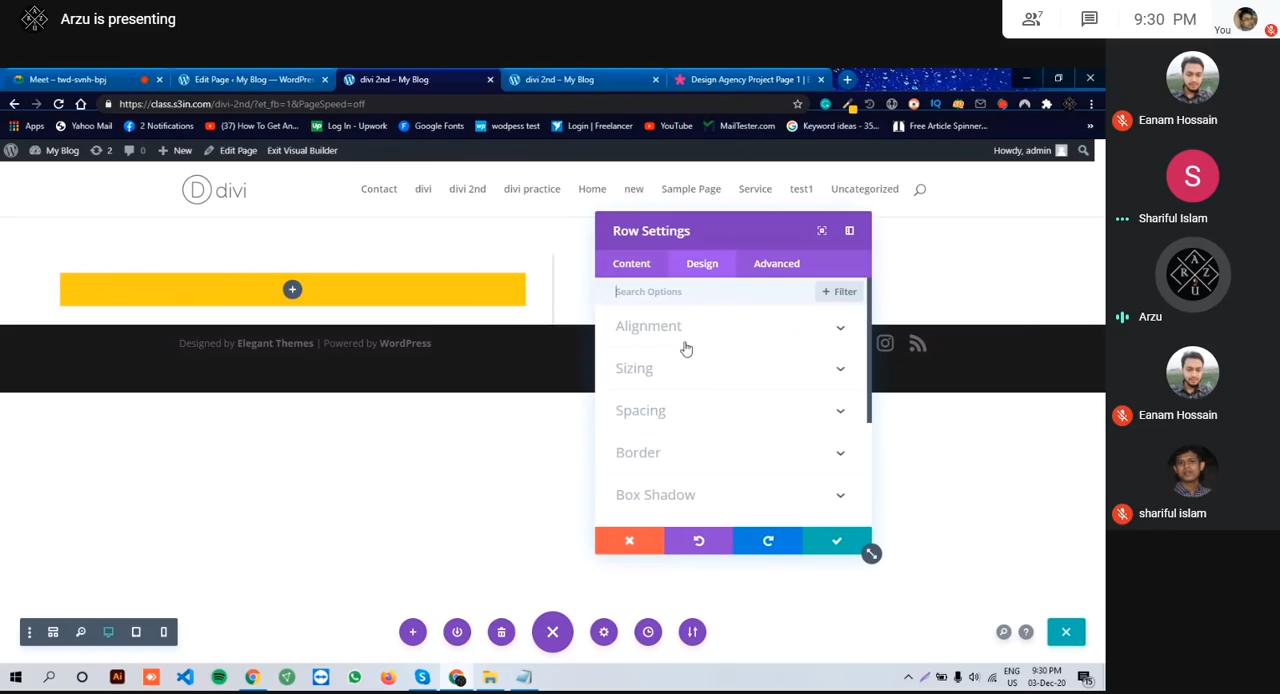 Arzu is presenting
7
9:30 PM
You
Meet – twd-svnh-bpj
Edit Page ‹ My Blog — WordPre
divi 2nd – My Blog
divi 2nd – My Blog
Design Agency Project Page 1 | E
https://class.s3in.com/divi-2nd/?et_fb=1&PageSpeed=off
Apps
Yahoo Mail
2 Notifications
(37) How To Get An...
Log In - Upwork
Google Fonts
wodpess test
Login | Freelancer
YouTube
MailTester.com
Keyword ideas - 35...
Free Article Spinner...
»
My Blog
2
0
New
Edit Page
Exit Visual Builder
Howdy, admin
D divi
Contact
divi
divi 2nd
divi practice
Home
new
Sample Page
Service
test1
Uncategorized
Row Settings
Content
Design
Advanced
Search Options
+ Filter
Alignment
Sizing
Spacing
Border
Box Shadow
Designed by Elegant Themes | Powered by WordPress
Eanam Hossain
S
Shariful Islam
A
R Z
U
Arzu
Eanam Hossain
shariful islam
Ai
ENG
US
9:30 PM
03-Dec-20
15